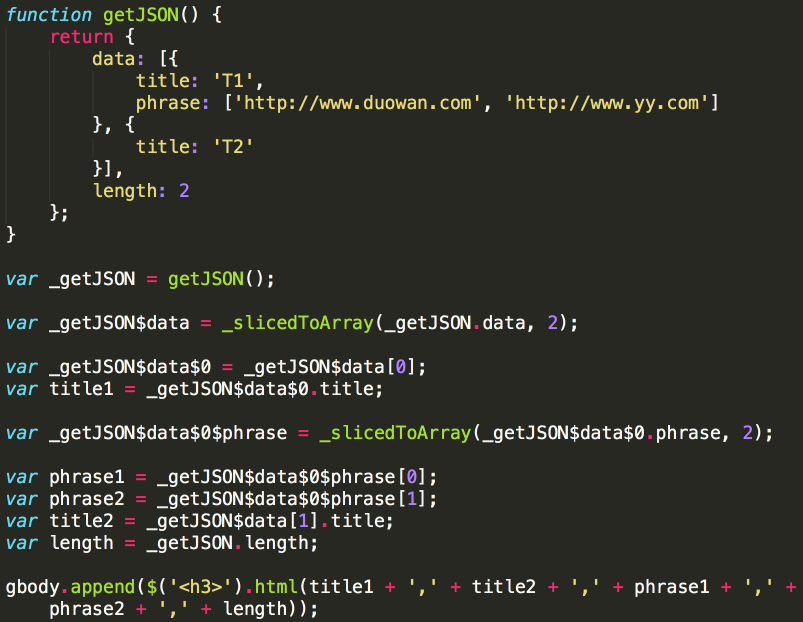 function getJSON() {
    return {
        data: [{
            title: 'T1',
            phrase: ['http://www.duowan.com', 'http://www.yy.com']
        }, {
            title: 'T2'
        }],
        length: 2
    };
}

var _getJSON = getJSON();

var _getJSON$data = _slicedToArray(_getJSON.data, 2);

var _getJSON$data$0 = _getJSON$data[0];
var title1 = _getJSON$data$0.title;

var _getJSON$data$0$phrase = _slicedToArray(_getJSON$data$0.phrase, 2);

var phrase1 = _getJSON$data$0$phrase[0];
var phrase2 = _getJSON$data$0$phrase[1];
var title2 = _getJSON$data[1].title;
var length = _getJSON.length;

gbody.append($('<h3>').html(title1 + ',' + title2 + ',' + phrase1 + ',' +
    phrase2 + ',' + length));